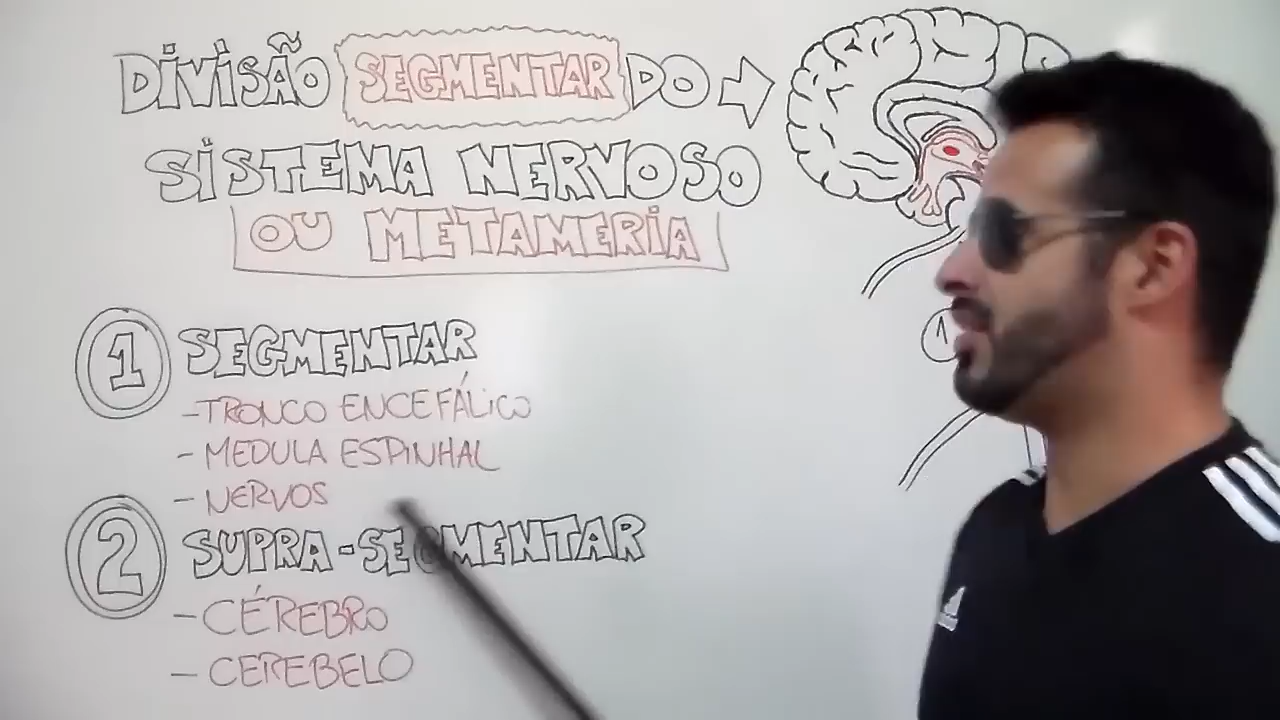 DIVISÃO SEGMENTAR DO
SISTEMA NERVOSO
OU METAMERIA
1 SEGMENTAR
- TRONCO ENCEFÁLICO
- MEDULA ESPINHAL
- NERVOS
2 SUPRA-SEGMENTAR
- CÉREBRO
- CEREBELO
1